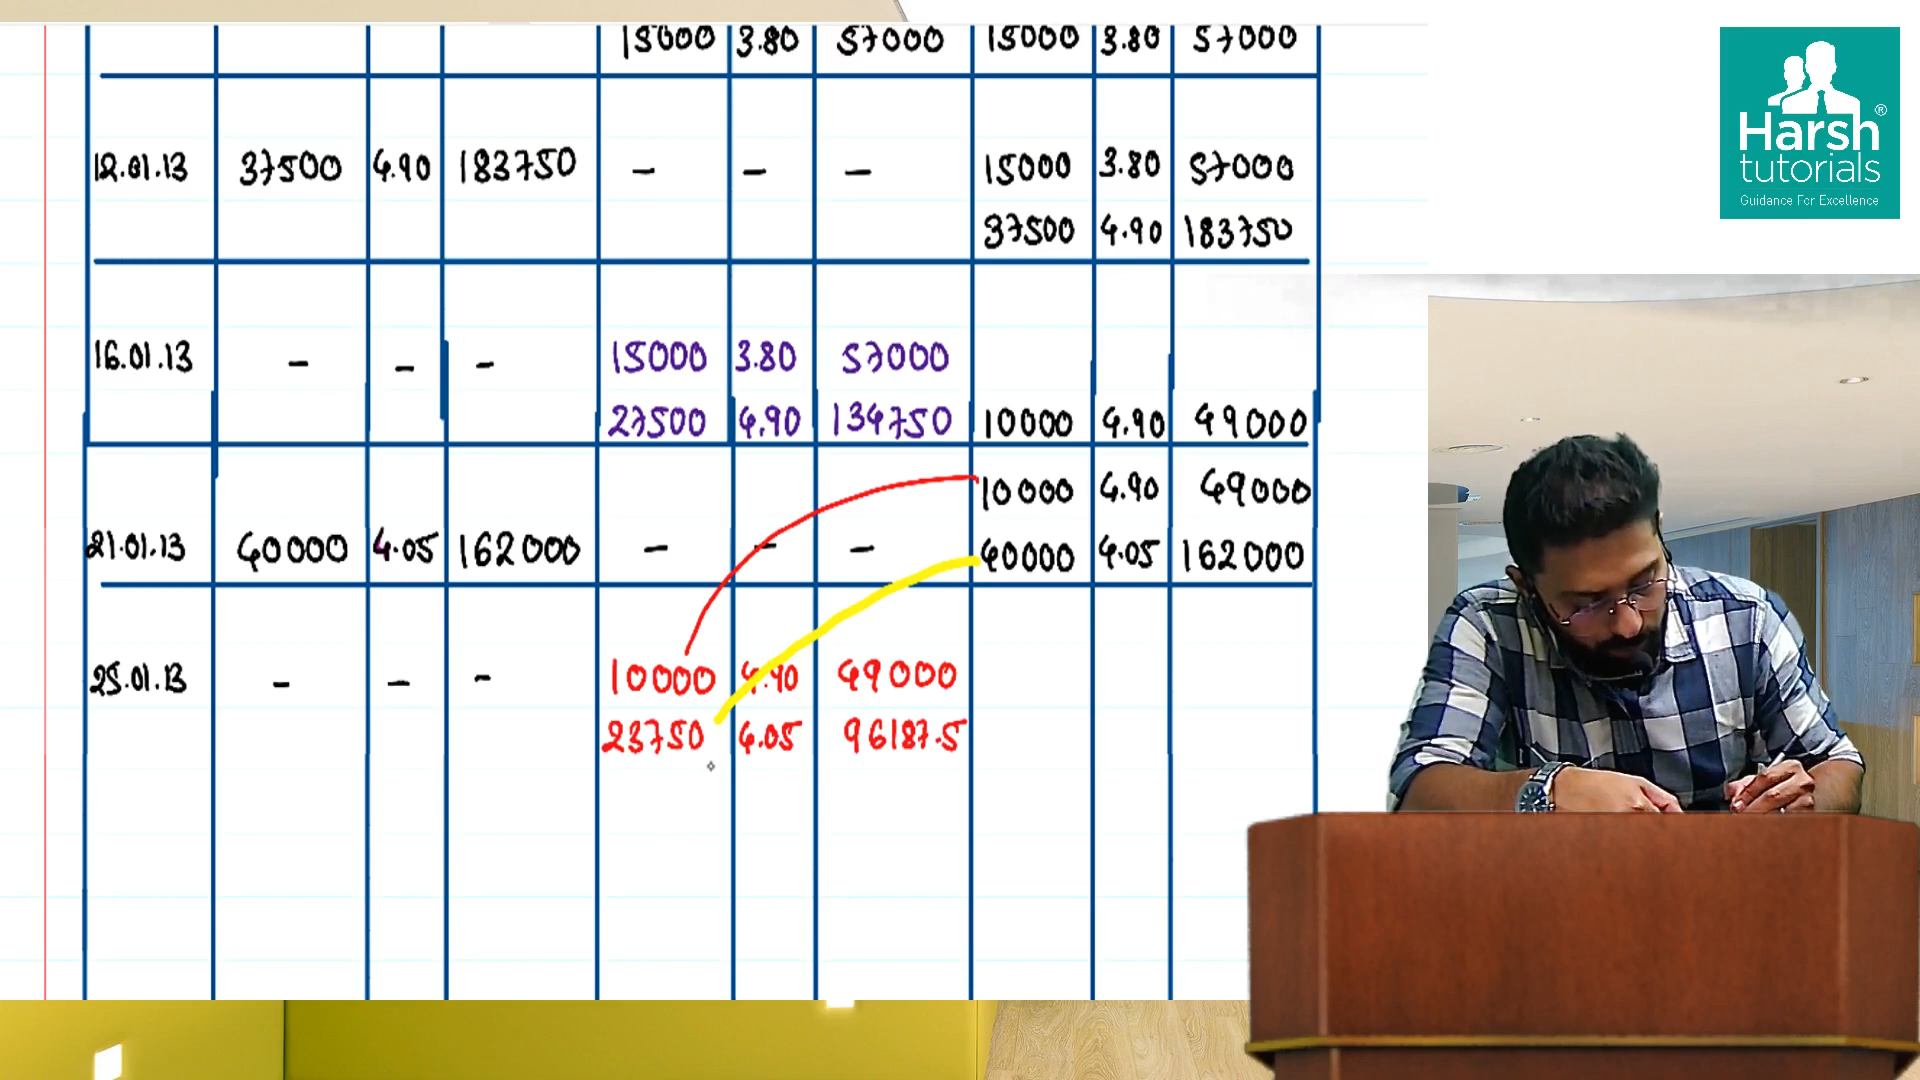 15000 3.80 57000 15000 3.80 57000
12.01.13 37500 4.90 183750 - - - 15000 3.80 57000
37500 4.90 183750
16.01.13 - - - 15000 3.80 57000
27500 4.90 134750 10000 4.90 49000
10000 4.90 49000
21.01.13 40000 4.05 162000 - - - 40000 4.05 162000
25.01.13 - - - 10000 4.90 49000
23750 4.05 96187.5
Harsh®
tutorials
Guidance For Excellence